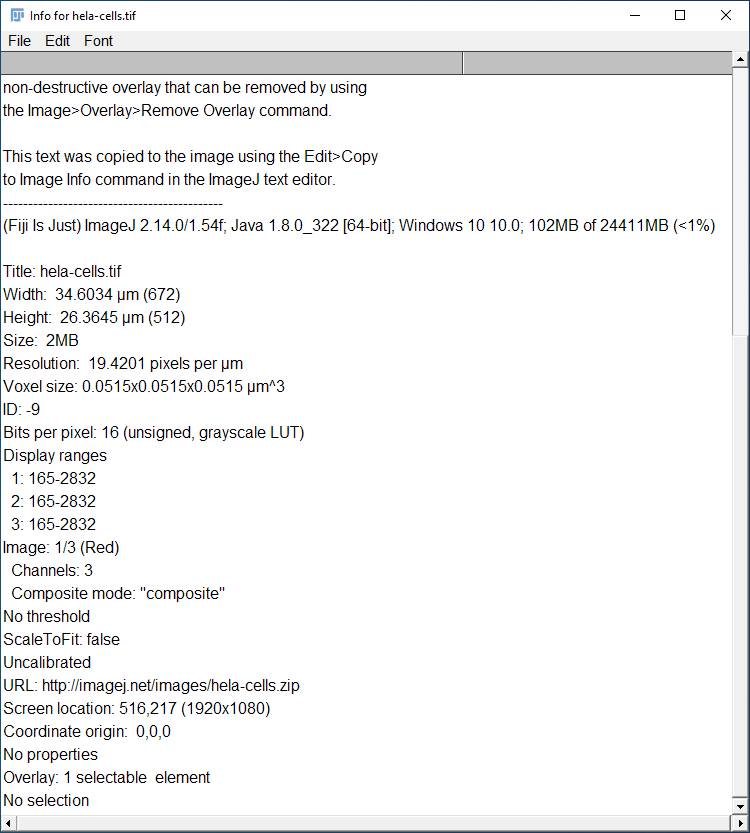 Info for hela-cells.tif
File Edit Font
non-destructive overlay that can be removed by using
the Image>Overlay>Remove Overlay command.
This text was copied to the image using the Edit>Copy
to Image Info command in the ImageJ text editor.
--------------------------------------------
(Fiji Is Just) ImageJ 2.14.0/1.54f; Java 1.8.0_322 [64-bit]; Windows 10 10.0; 102MB of 24411MB (<1%)
Title: hela-cells.tif
Width:  34.6034 µm (672)
Height:  26.3645 µm (512)
Size:  2MB
Resolution:  19.4201 pixels per µm
Voxel size: 0.0515x0.0515x0.0515 µm^3
ID: -9
Bits per pixel: 16 (unsigned, grayscale LUT)
Display ranges
  1: 165-2832
  2: 165-2832
  3: 165-2832
Image: 1/3 (Red)
  Channels: 3
  Composite mode: "composite"
No threshold
ScaleToFit: false
Uncalibrated
URL: http://imagej.net/images/hela-cells.zip
Screen location: 516,217 (1920x1080)
Coordinate origin:  0,0,0
No properties
Overlay: 1 selectable  element
No selection